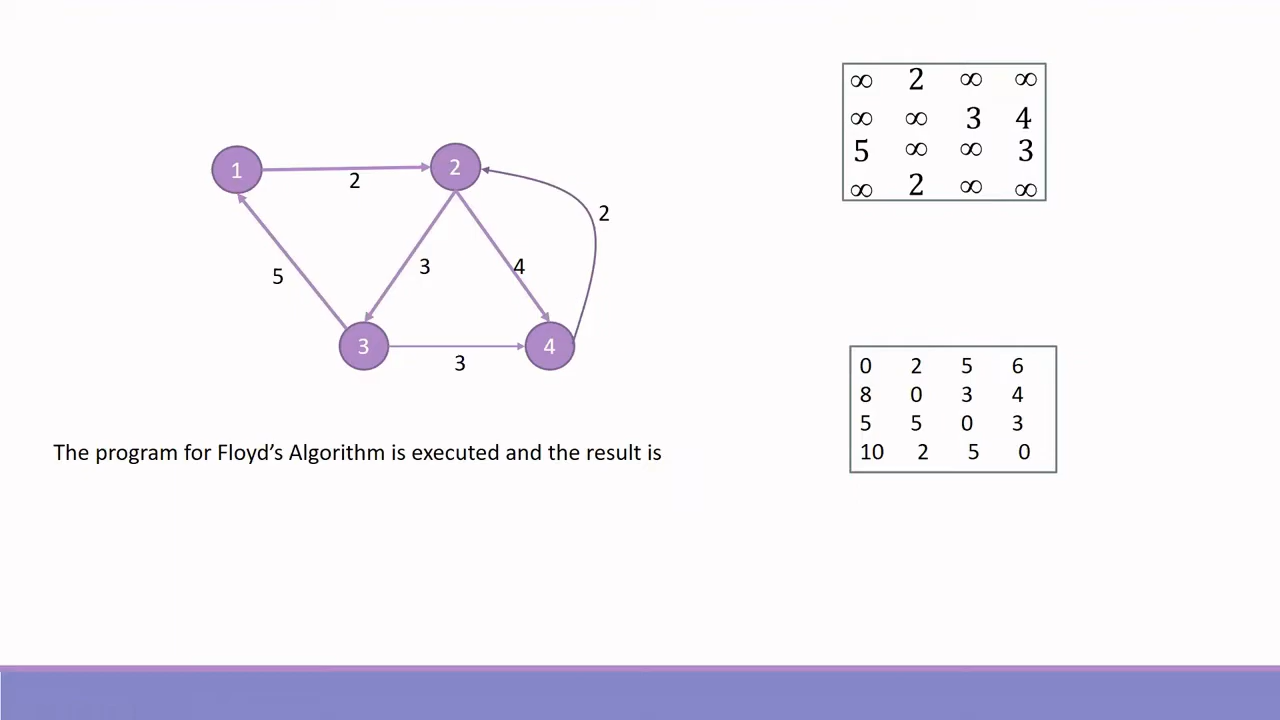 ∞ 2 ∞ ∞
∞ ∞ 3 4
5 ∞ ∞ 3
∞ 2 ∞ ∞
1
2
2
2
5
3
4
3
4
3
0 2 5 6
8 0 3 4
5 5 0 3
10 2 5 0
The program for Floyd’s Algorithm is executed and the result is